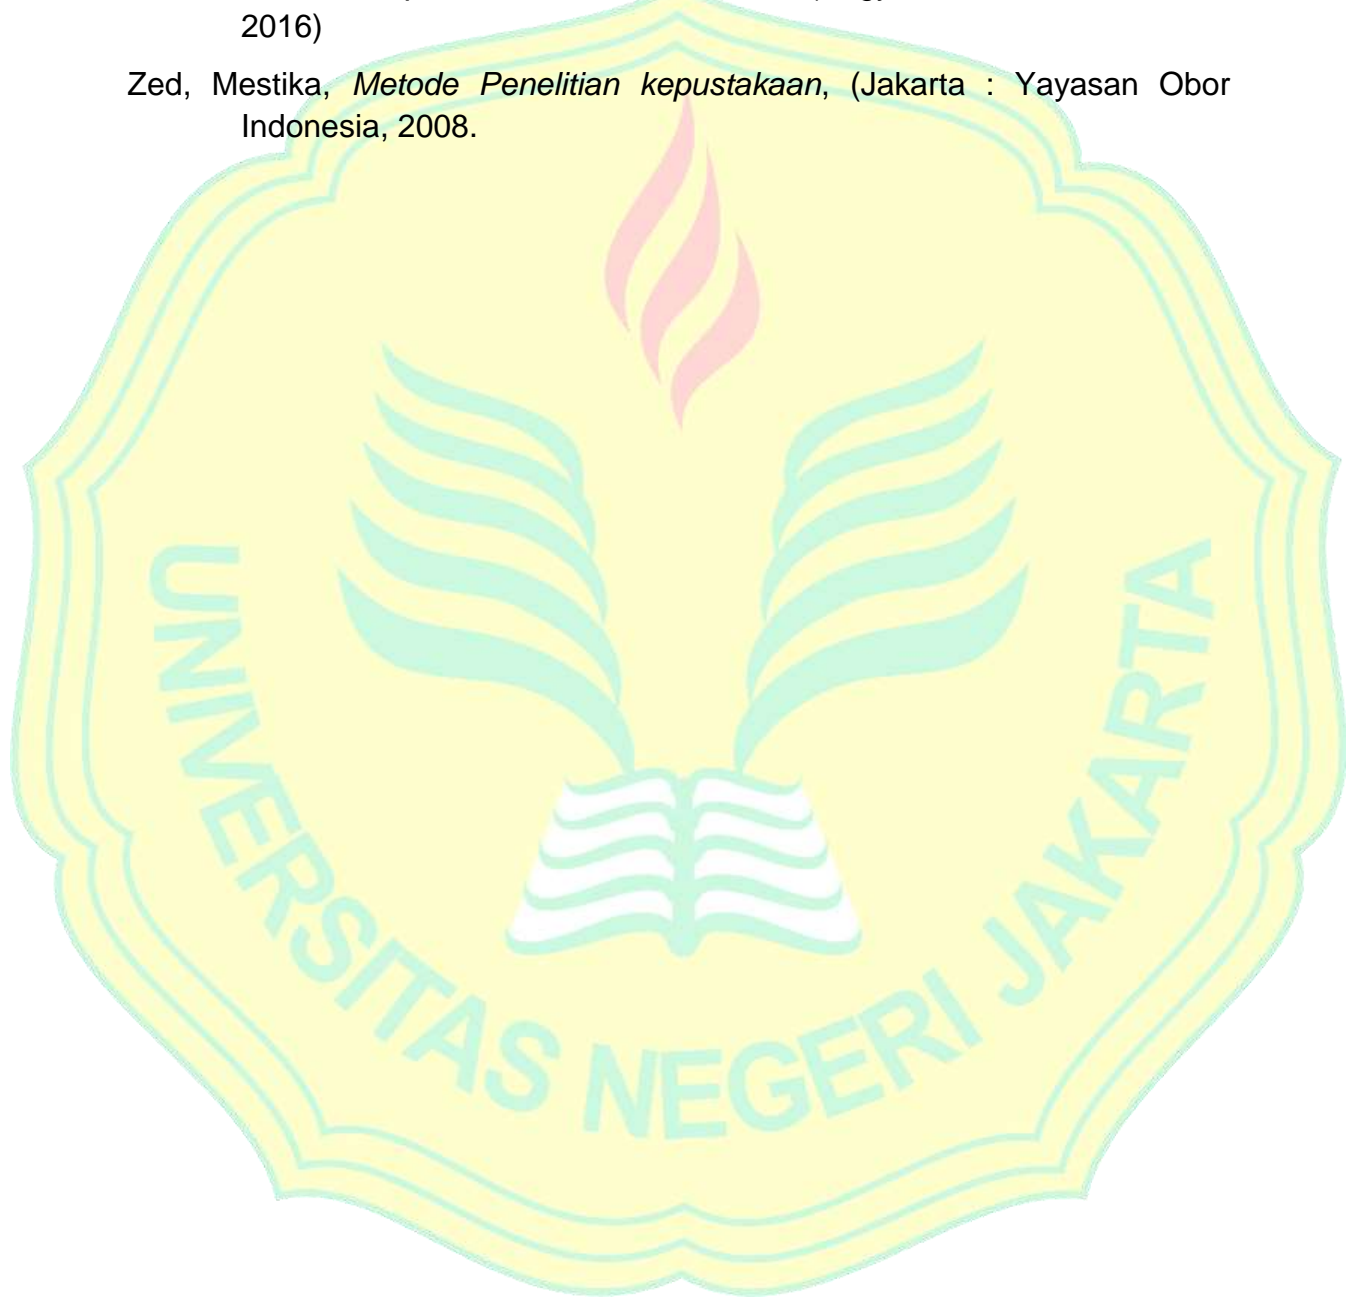 2016)
Zed, Mestika, Metode Penelitian kepustakaan, (Jakarta : Yayasan Obor
Indonesia, 2008.
UNIVERSITAS NEGERI JAKARTA